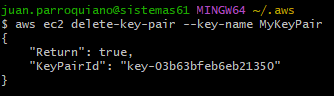 juan.parroquiano@sistemas61 MINGW64 ~/.aws
$ aws ec2 delete-key-pair --key-name MyKeyPair
{
    "Return": true,
    "KeyPairId": "key-03b63bfeb6eb21350"
}